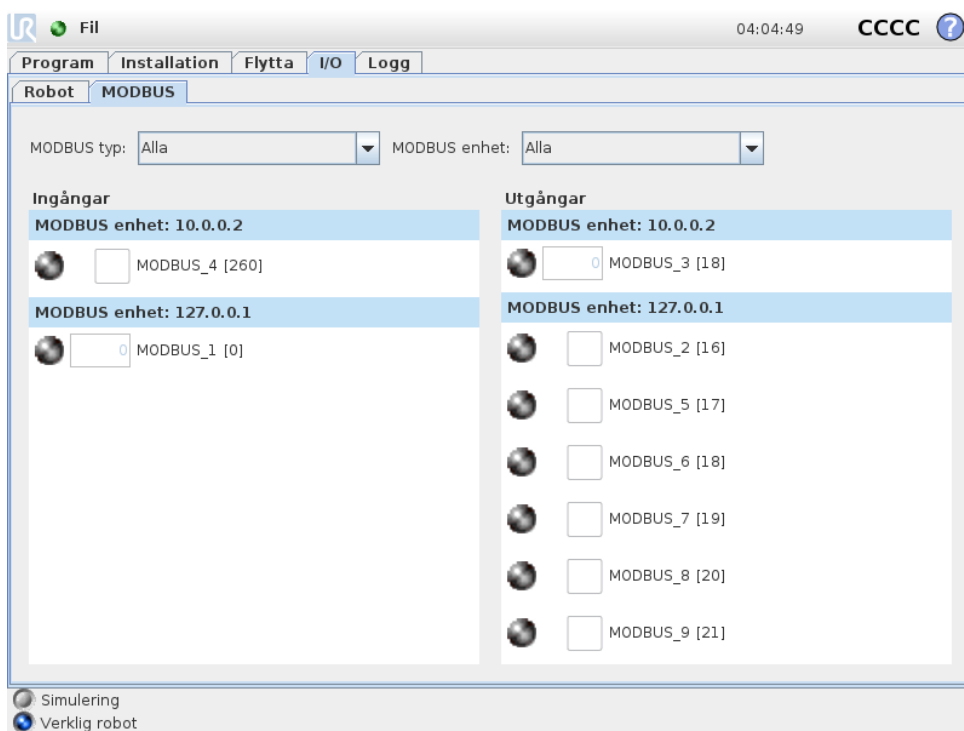 UR Fil 04:04:49 CCCC ?
Program Installation Flytta I/O Logg
Robot MODBUS
MODBUS typ: Alla MODBUS enhet: Alla
Ingångar
MODBUS enhet: 10.0.0.2
MODBUS_4 [260]
MODBUS enhet: 127.0.0.1
0 MODBUS_1 [0]
Utgångar
MODBUS enhet: 10.0.0.2
0 MODBUS_3 [18]
MODBUS enhet: 127.0.0.1
MODBUS_2 [16]
MODBUS_5 [17]
MODBUS_6 [18]
MODBUS_7 [19]
MODBUS_8 [20]
MODBUS_9 [21]
Simulering
Verklig robot